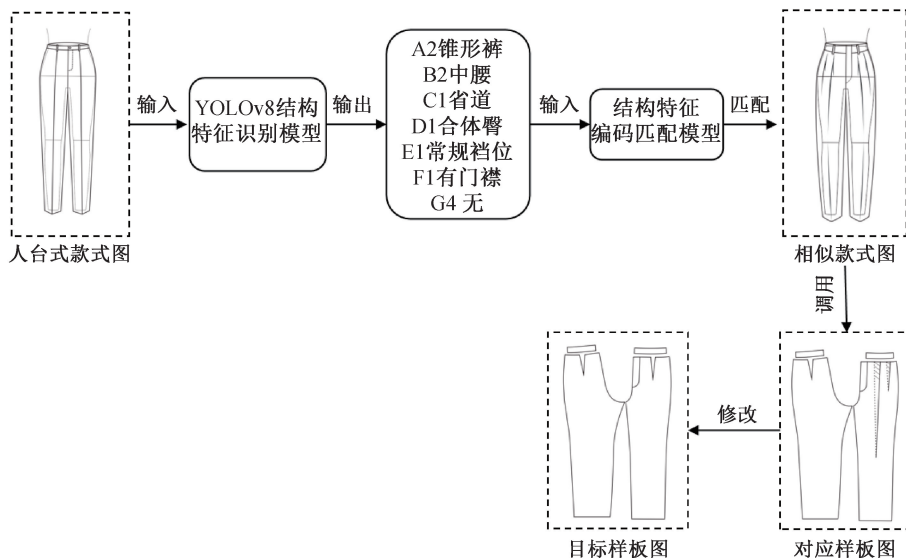 输入
YOLOv8结构
特征识别模型
输出
A2锥形裤
B2中腰
C1省道
D1合体臀
E1常规裆位
F1有门襟
G4 无
输入
结构特征
编码匹配模型
匹配
人台式款式图
相似款式图
调用
修改
目标样板图
对应样板图